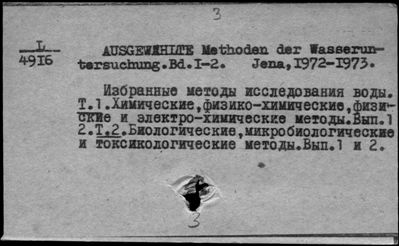 3
L
4916
AUSGEWÄHLTE Methoden der Wasserun-
tersuchung.Bd.I-2. Jena,1972-1973.
Избранные методы исследования воды.
Т.1.Химические,физико-химические,физи-
ские и электро-химические методы.Вып.1
2.Т.2.Биологические,микробиологические
и токсикологические методы.Вып.1 и 2.
3